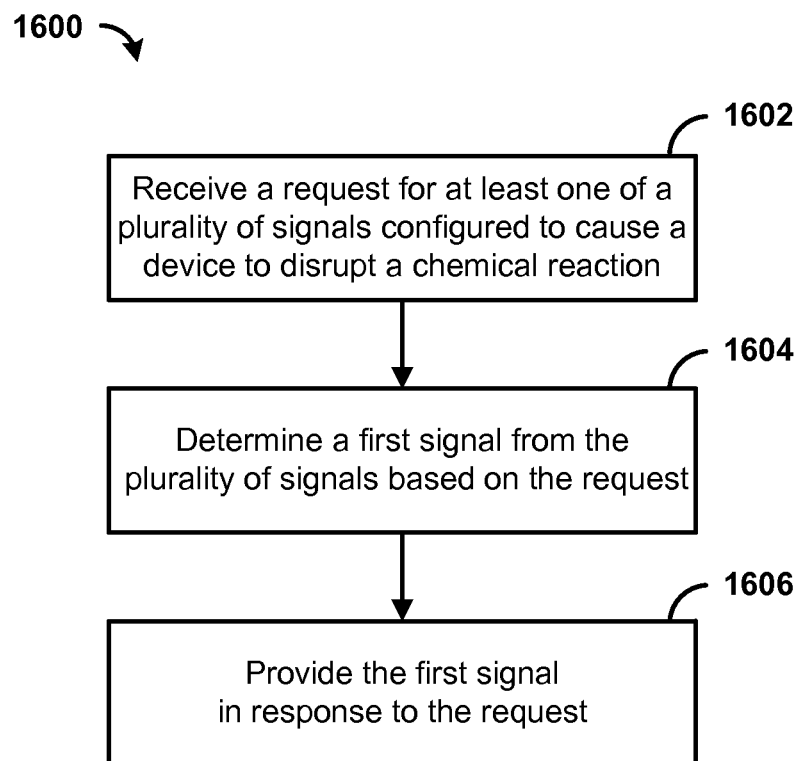 1600
1602
Receive a request for at least one of a
plurality of signals configured to cause a
device to disrupt a chemical reaction
1604
Determine a first signal from the
plurality of signals based on the request
1606
Provide the first signal
in response to the request